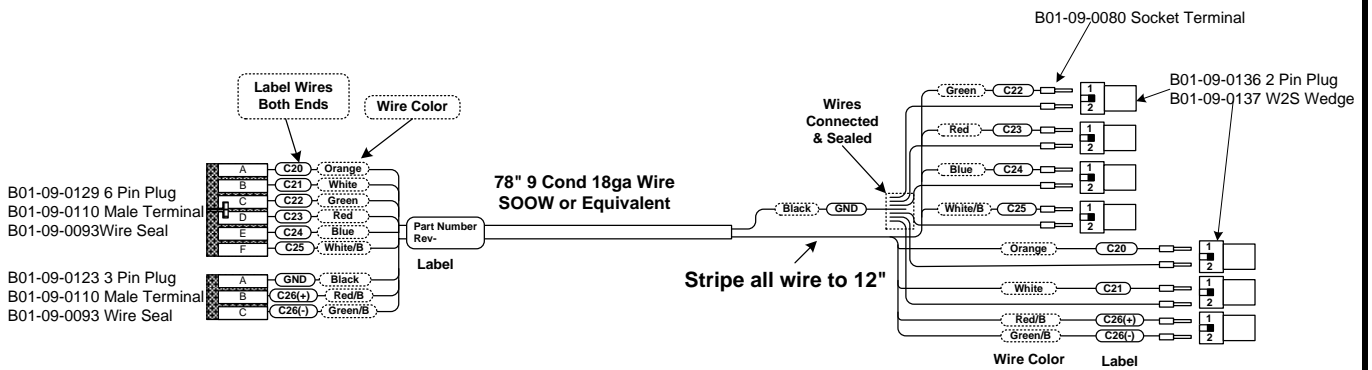 B01-09-0080 Socket Terminal
B01-09-0136 2 Pin Plug
B01-09-0137 W2S Wedge
Label Wires
Both Ends
Wire Color
Wires
Connected
& Sealed
B01-09-0129 6 Pin Plug
B01-09-0110 Male Terminal
B01-09-0093Wire Seal
A C20 Orange
B C21 White
C C22 Green
D C23 Red
E C24 Blue
F C25 White/B
B01-09-0123 3 Pin Plug
B01-09-0110 Male Terminal
B01-09-0093 Wire Seal
A GND Black
B C26(+) Red/B
C C26(-) Green/B
Part Number
Rev-
Label
78" 9 Cond 18ga Wire
SOOW or Equivalent
Black GND
Stripe all wire to 12"
Green C22 1
2
Red C23 1
2
Blue C24 1
2
White/B C25 1
2
Orange C20 1
2
White C21 1
2
Red/B C26(+) 1
Green/B C26(-) 2
Wire Color Label